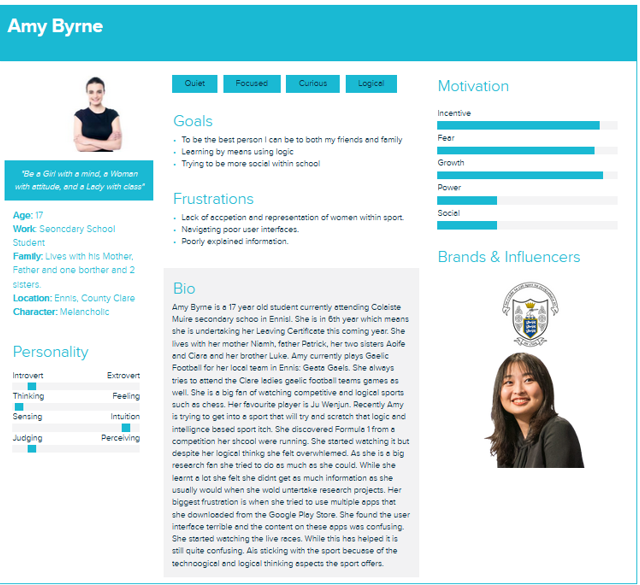 Amy Byrne
"Be a Girl with a mind, a Woman
with attitude, and a Lady with class"
Age: 17
Work: Seoncdary School
Student
Family: Lives with his Mother,
Father and one borther and 2
sisters.
Location: Ennis, County Clare
Character: Melancholic
Personality
Introvert Extrovert
Thinking Feeling
Sensing Intuition
Judging Perceiving
Quiet Focused Curious Logical
Goals
To be the best person I can be to both my friends and family
Learning by means using logic
Trying to be more social within school
Frustrations
Lack of accpetion and representation of women within sport.
Navigating poor user interfaces.
Poorly explained information.
Bio
Amy Byrne is a 17 year old student currently attending Colaiste
Muire secondary schoo in Ennisl. She is in 6th year which means
she is undertaking her Leaving Certificate this coming year. She
lives with her mother Niamh, father Patrick, her two sisters Aoife
and Ciara and her brother Luke. Amy currently plays Gaelic
Football for her local team in Ennis: Geata Gaels. She always
tries to attend the Clare ladies gaelic football teams games as
well. She is a big fan of watching competitive and logical sports
such as chess. Her favourite player is Ju Wenjun. Recently Amy
is trying to get into a sport that will try and scratch that logic and
intellignce based sport itch. She discovered Formula 1 from a
competition her shcool were running. She started watching it but
despite her logical thinkg she felt overwhlemed. As she is a big
research fan she tried to do as much as she could. While she
learnt a lot she felt she didnt get as much information as she
usually would when she wold untertake research projects. Her
biggest frustration is when she tried to use multiple apps that
she downloaded from the Google Play Store. She found the user
interface terrible and the content on these apps was confusing.
She started watching the live races. While this has helped it is
still quite confusing. Ais sticking with the sport becuase of the
technoogical and logical thinking aspects the sport offers.
Motivation
Incentive
Fear
Growth
Power
Social
Brands & Influencers